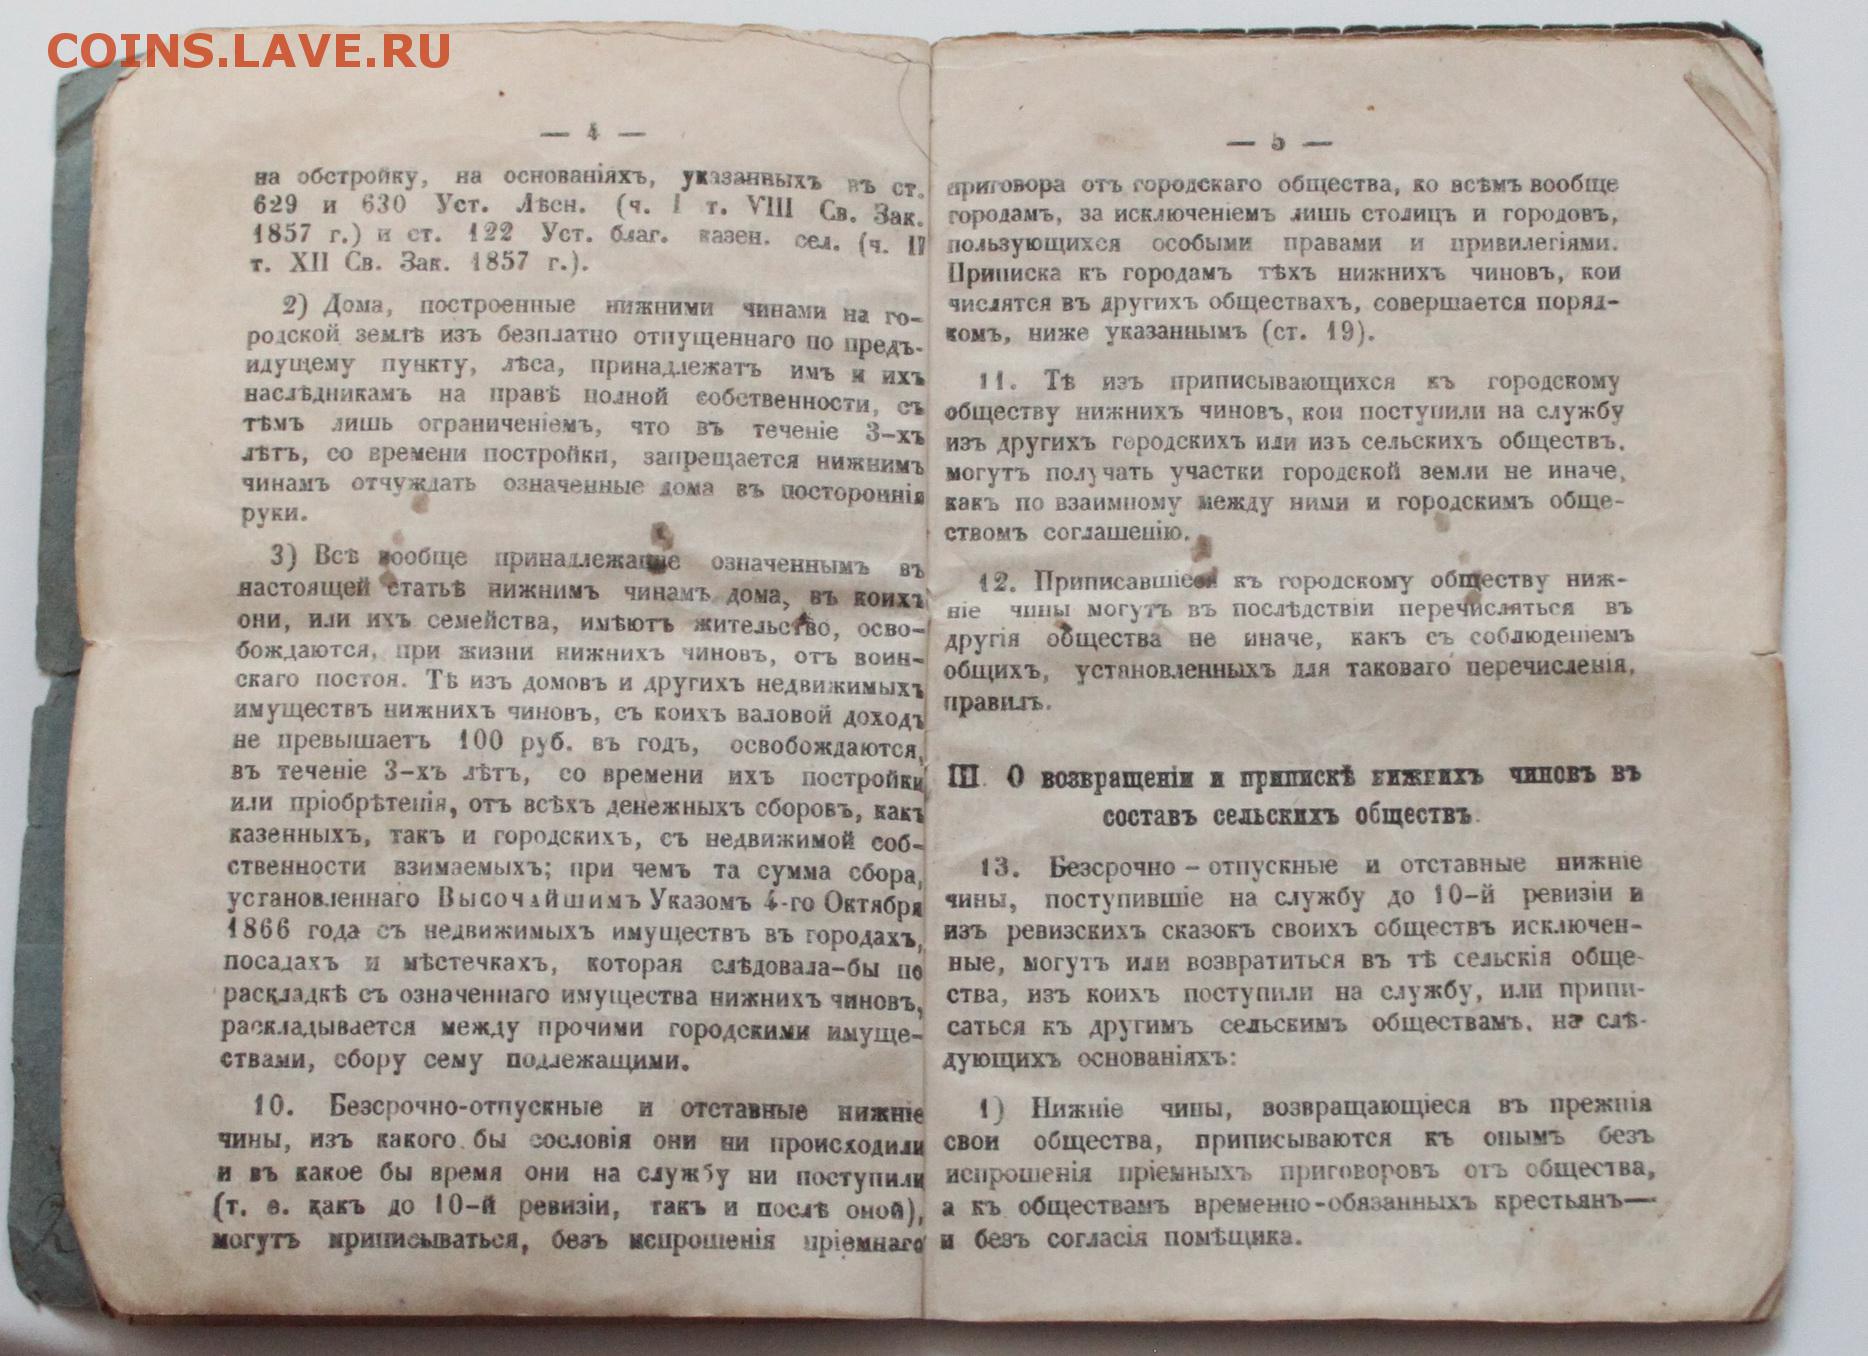 COINS.LAVE.RU
— 4 —
на обстройку, на основаніяхъ, указанныхъ въ ст.
629 и 630 Уст. Лѣсн. (ч. I т. VIII Св. Зак.
1857 г.) и ст. 122 Уст. благ. казен. сел. (ч. II
т. XII Св. Зак. 1857 г.).
2) Дома, построенные нижними чинами на го-
родской землѣ изъ безплатно отпущеннаго по предъ-
идущему пункту, лѣса, принадлежатъ имъ и ихъ
наслѣдникамъ на правѣ полной собственности, съ
тѣмъ лишь ограниченіемъ, что въ теченіе 3-хъ
лѣтъ, со времени постройки, запрещается нижнимъ
чинамъ отчуждать означенные дома въ постороннія
руки.
3) Всѣ вообще принадлежащіе означеннымъ въ
настоящей статьѣ нижнимъ чинамъ дома, въ коихъ
они, или ихъ семейства, имѣютъ жительство, осво-
бождаются, при жизни нижнихъ чиновъ, отъ воин-
скаго постоя. Тѣ изъ домовъ и другихъ недвижимыхъ
имуществъ нижнихъ чиновъ, съ коихъ валовой доходъ
не превышаетъ 100 руб. въ годъ, освобождаются,
въ теченіе 3-хъ лѣтъ, со времени ихъ постройки
или пріобрѣтенія, отъ всѣхъ денежныхъ сборовъ, какъ
казенныхъ, такъ и городскихъ, съ недвижимой соб-
ственности взимаемыхъ; при чемъ та сумма сбора,
установленнаго Высочайшимъ Указомъ 4-го Октября
1866 года съ недвижимыхъ имуществъ въ городахъ,
посадахъ и мѣстечкахъ, которая слѣдовала-бы по
раскладкѣ съ означеннаго имущества нижнихъ чиновъ,
раскладывается между прочими городскими имуще-
ствами, сбору сему подлежащими.
10. Безсрочно-отпускные и отставные нижніе
чины, изъ какого бы сословія они ни происходили
и въ какое бы время они на службу ни поступили
(т. е. какъ до 10-й ревизіи, такъ и послѣ оной),
могутъ приписываться, безъ испрошенія пріемнаго
— 5 —
приговора отъ городскаго общества, ко всѣмъ вообще
городамъ, за исключеніемъ лишь столицъ и городовъ,
пользующихся особыми правами и привилегіями.
Приписка къ городамъ тѣхъ нижнихъ чиновъ, кои
числятся въ другихъ обществахъ, совершается поряд-
комъ, ниже указаннымъ (ст. 19).
11. Тѣ изъ приписывающихся къ городскому
обществу нижнихъ чиновъ, кои поступили на службу
изъ другихъ городскихъ или изъ сельскихъ обществъ,
могутъ получать участки городской земли не иначе,
какъ по взаимному между ними и городскимъ обще-
ствомъ соглашенію.
12. Приписавшіеся къ городскому обществу ниж-
ніе чины могутъ въ послѣдствіи перечисляться въ
другія общества не иначе, какъ съ соблюденіемъ
общихъ, установленныхъ для таковаго перечисленія,
правилъ.
III. О возвращеніи и припискѣ нижнихъ чиновъ въ
составъ сельскихъ обществъ.
13. Безсрочно-отпускные и отставные нижніе
чины, поступившіе на службу до 10-й ревизіи и
изъ ревизскихъ сказокъ своихъ обществъ исключен-
ные, могутъ или возвратиться въ тѣ сельскія обще-
ства, изъ коихъ поступили на службу, или припи-
саться къ другимъ сельскимъ обществамъ, на слѣ-
дующихъ основаніяхъ:
1) Нижніе чины, возвращающіеся въ прежнія
свои общества, приписываются къ онымъ безъ
испрошенія пріемныхъ приговоровъ отъ общества,
а къ обществамъ временно-обязанныхъ крестьянъ—
и безъ согласія помѣщика.